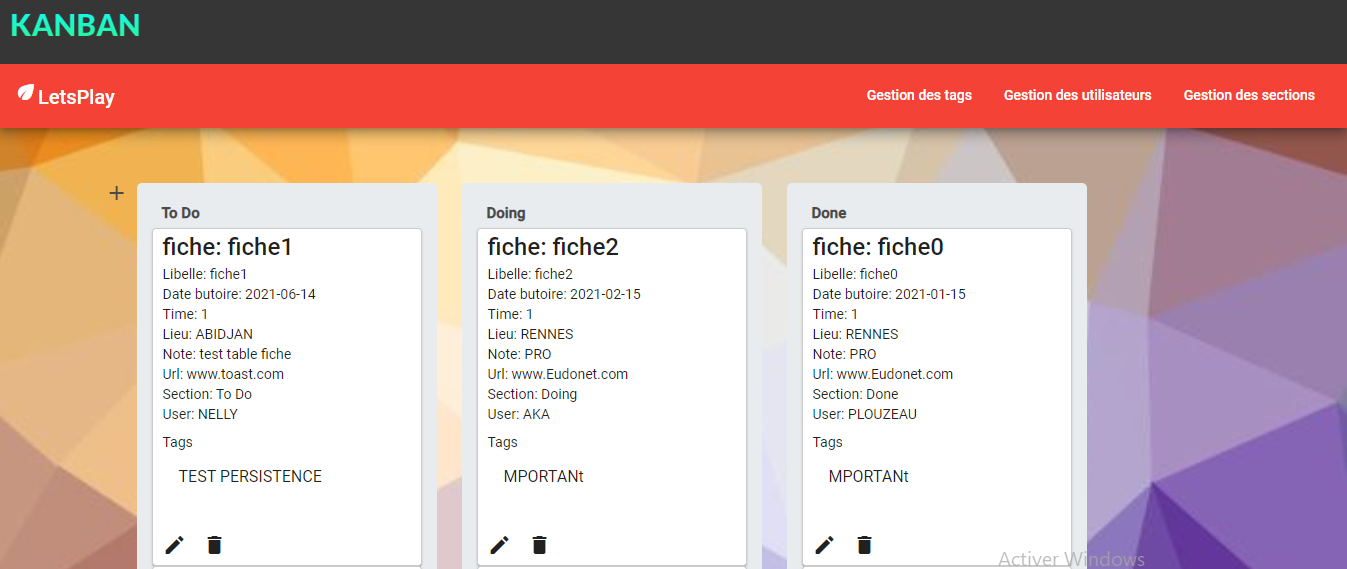 KANBAN
LetsPlay
Gestion des tags
Gestion des utilisateurs
Gestion des sections
+
To Do
fiche: fiche1
Libelle: fiche1
Date butoire: 2021-06-14
Time: 1
Lieu: ABIDJAN
Note: test table fiche
Url: www.toast.com
Section: To Do
User: NELLY
Tags
TEST PERSISTENCE
Doing
fiche: fiche2
Libelle: fiche2
Date butoire: 2021-02-15
Time: 1
Lieu: RENNES
Note: PRO
Url: www.Eudonet.com
Section: Doing
User: AKA
Tags
MPORTANt
Done
fiche: fiche0
Libelle: fiche0
Date butoire: 2021-01-15
Time: 1
Lieu: RENNES
Note: PRO
Url: www.Eudonet.com
Section: Done
User: PLOUZEAU
Tags
MPORTANt
Activer Windows